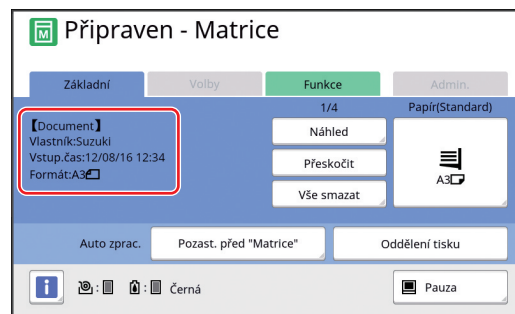 Připraven - Matrice
Základní
Volby
Funkce
Admin.
【Document】
Vlastník:Suzuki
Vstup.čas:12/08/16 12:34
Formát:A3
1/4
Náhled
Přeskočit
Vše smazat
Papír(Standard)
A3
Auto zprac.
Pozast. před "Matrice"
Oddělení tisku
Černá
Pauza